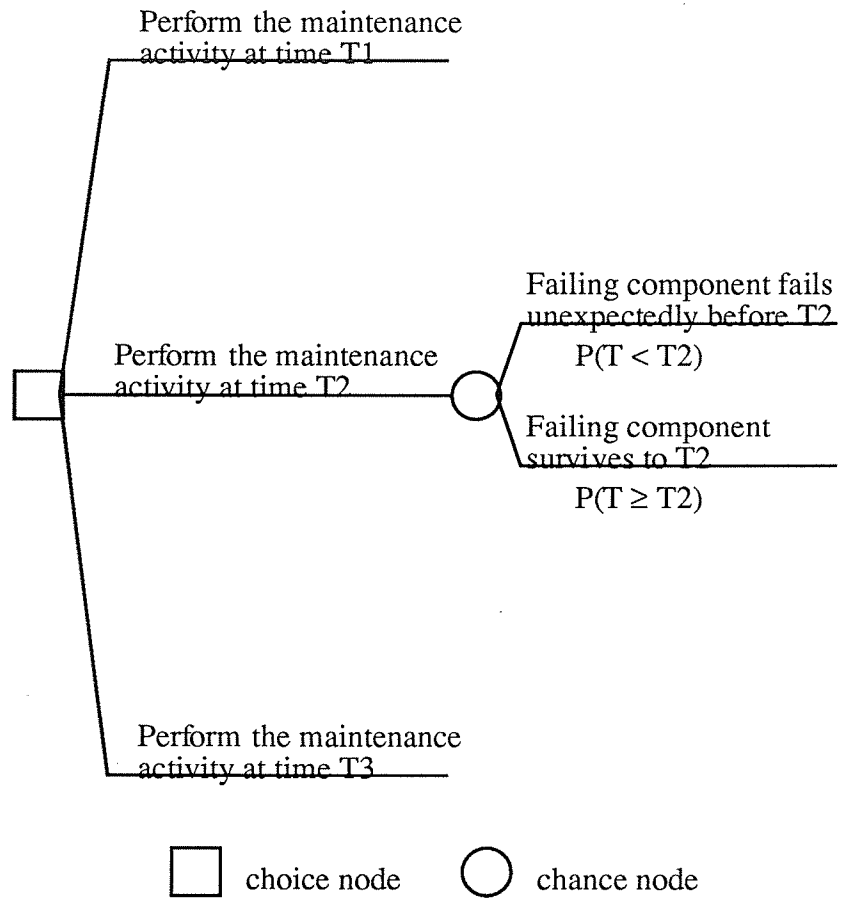 Perform the maintenance
activity at time T1
Failing component fails
unexpectedly before T2
P(T < T2)
Perform the maintenance
activity at time T2
Failing component
survives to T2
P(T ≥ T2)
Perform the maintenance
activity at time T3
choice node
chance node